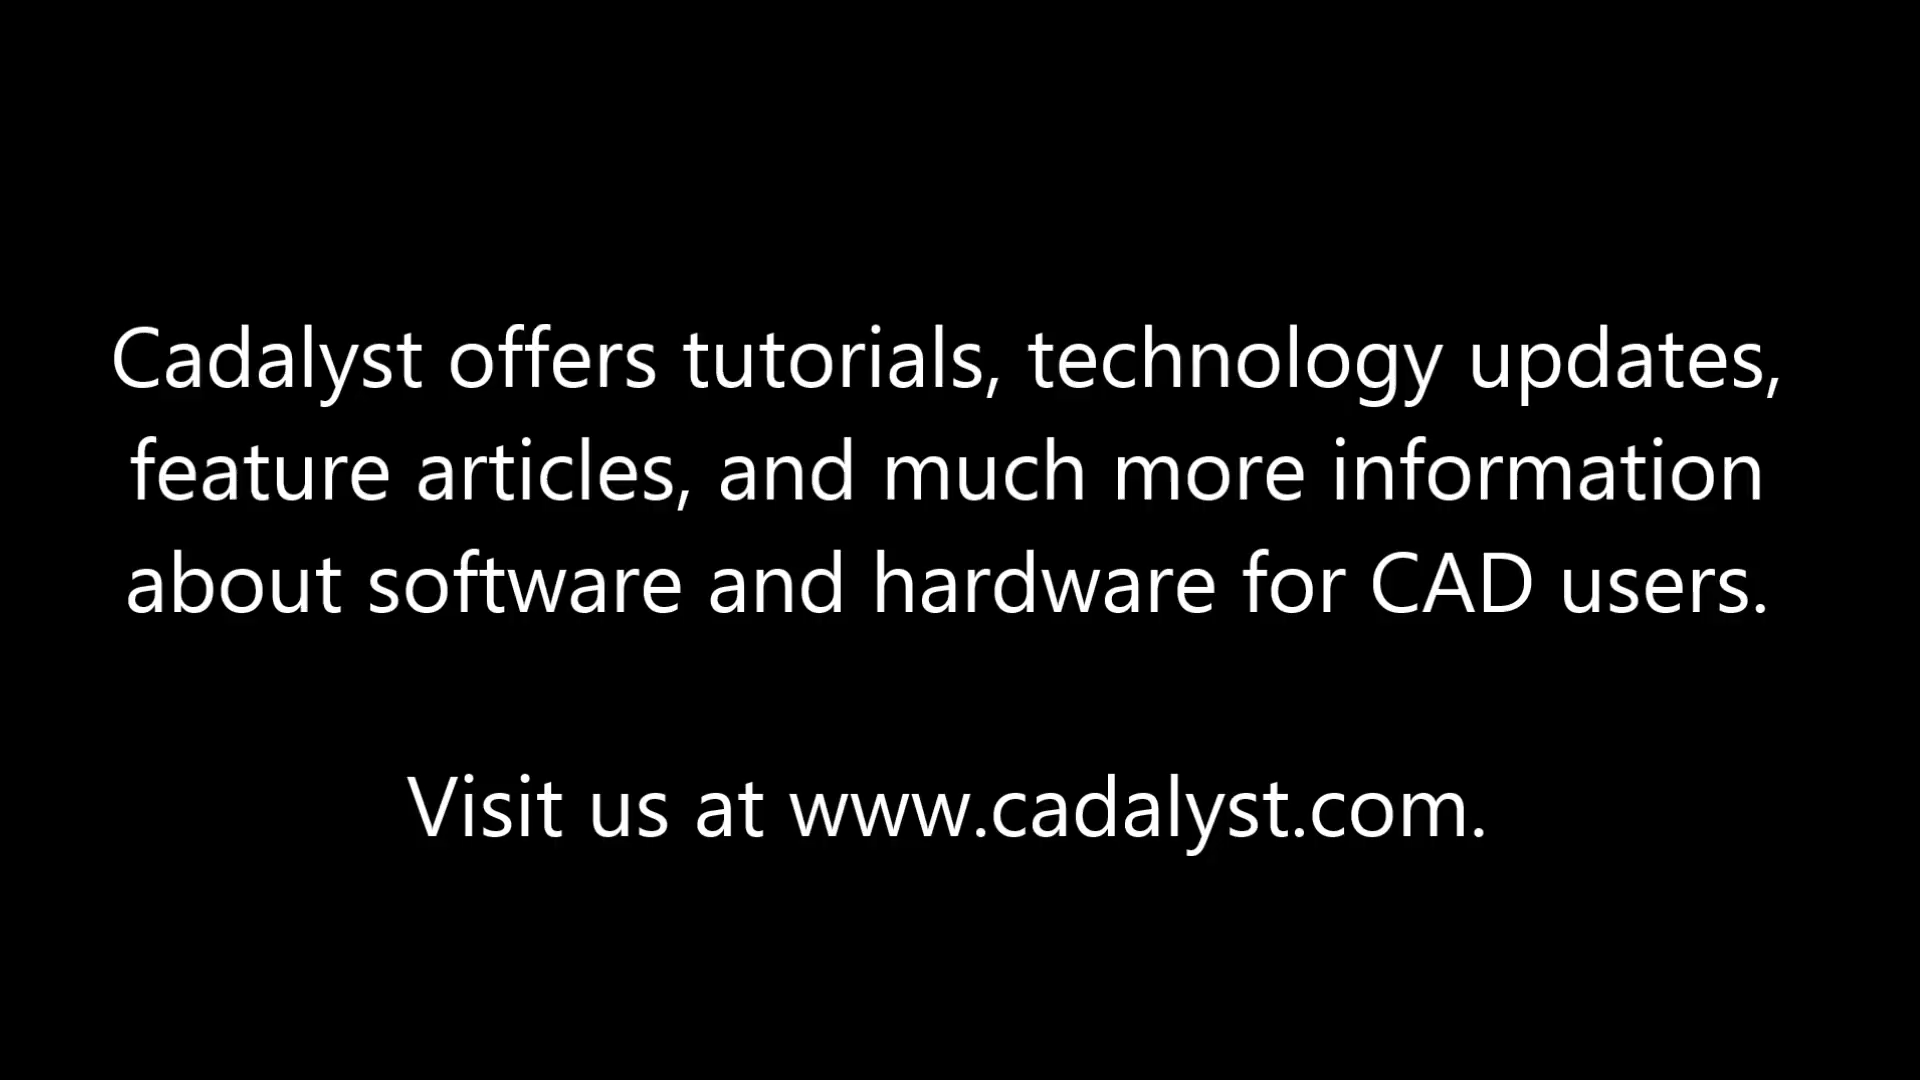 Cadalyst offers tutorials, technology updates,
feature articles, and much more information
about software and hardware for CAD users.
Visit us at www.cadalyst.com.